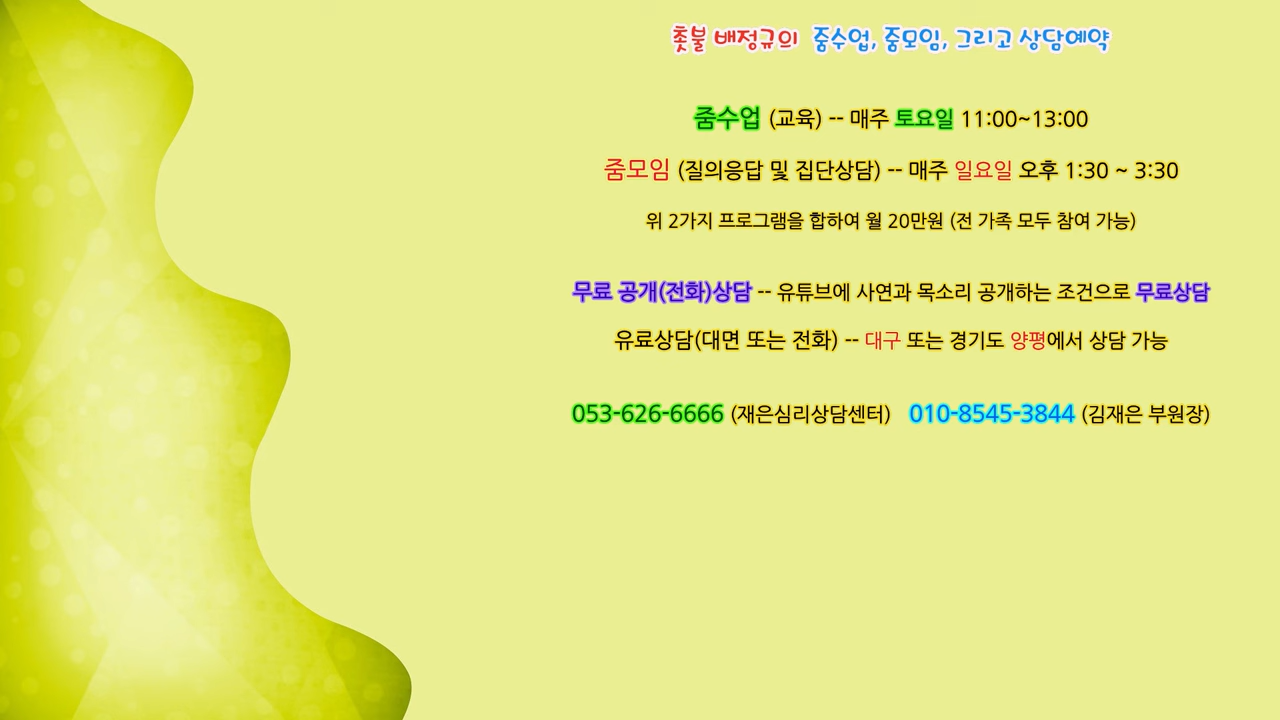 촛불 배정규의 줌수업, 줌모임, 그리고 상담예약
줌수업 (교육) -- 매주 토요일 11:00~13:00
줌모임 (질의응답 및 집단상담) -- 매주 일요일 오후 1:30 ~ 3:30
위 2가지 프로그램을 합하여 월 20만원 (전 가족 모두 참여 가능)
무료 공개(전화)상담 -- 유튜브에 사연과 목소리 공개하는 조건으로 무료상담
유료상담(대면 또는 전화) -- 대구 또는 경기도 양평에서 상담 가능
053-626-6666 (재은심리상담센터) 010-8545-3844 (김재은 부원장)